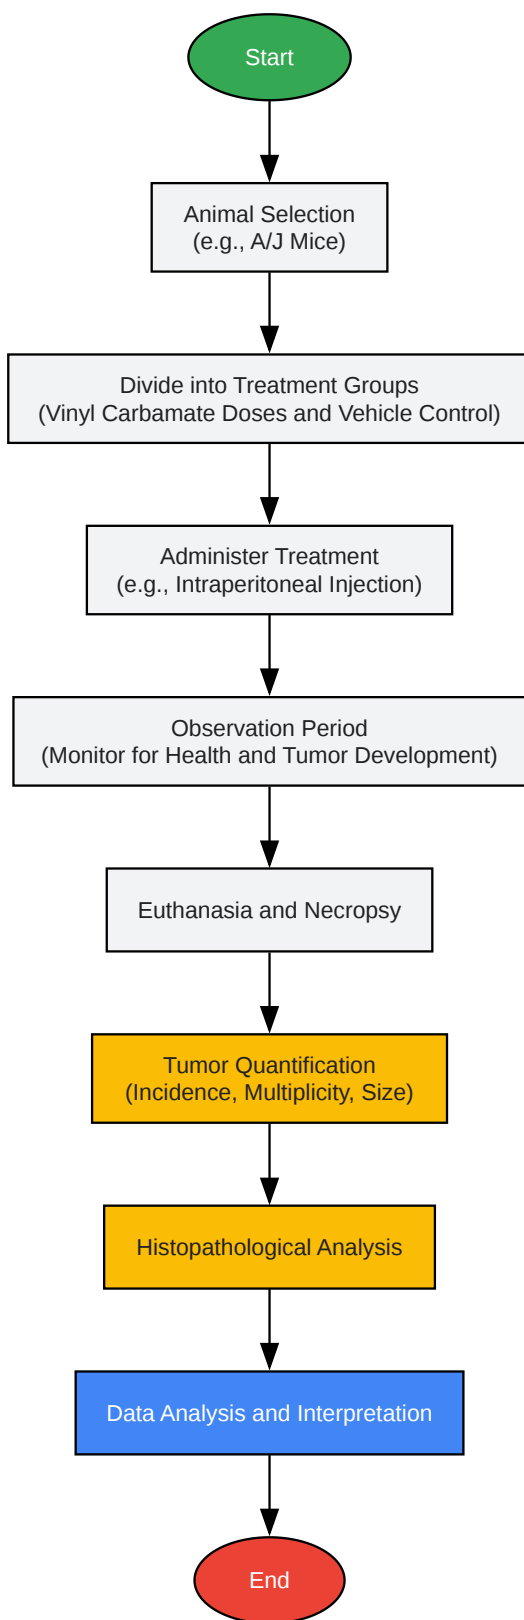 Start
Animal Selection
(e.g., A/J Mice)
Divide into Treatment Groups
(Vinyl Carbamate Doses and Vehicle Control)
Administer Treatment
(e.g., Intraperitoneal Injection)
Observation Period
(Monitor for Health and Tumor Development)
Euthanasia and Necropsy
Tumor Quantification
(Incidence, Multiplicity, Size)
Histopathological Analysis
Data Analysis and Interpretation
End